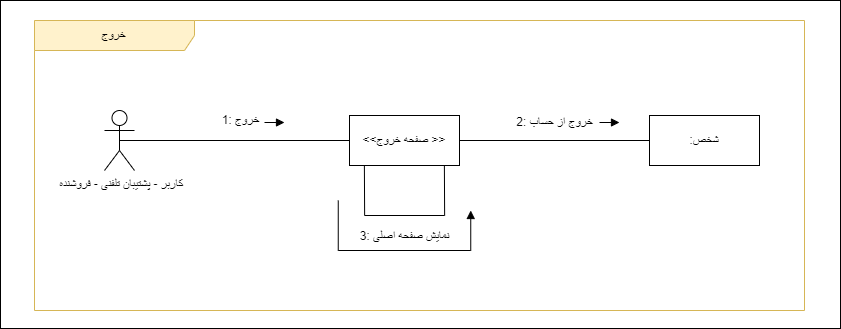 خروج
1: خروج
<<صفحه خروج >>
2: خروج از حساب
شخص:
کاربر - پشتیبان تلفنی - فروشنده
3: نمایش صفحه اصلی